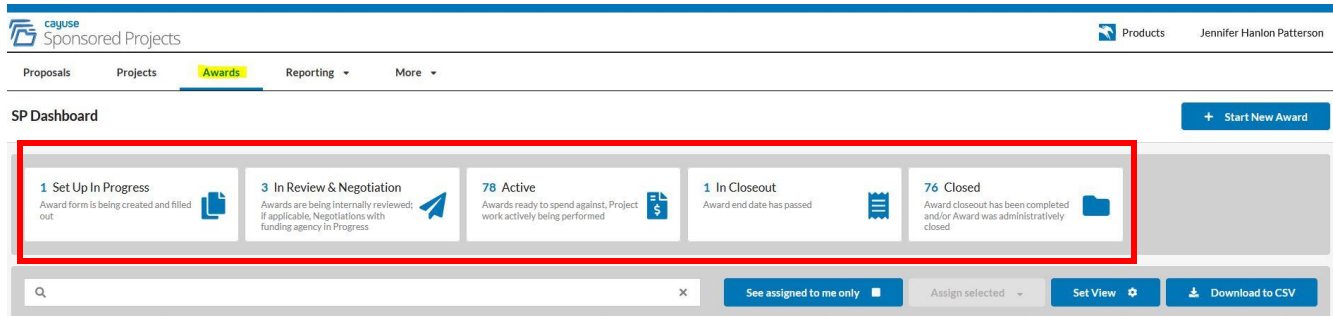 cayuse
Sponsored Projects
Products
Jennifer Hanlon Patterson
Proposals
Projects
Awards
Reporting
More
SP Dashboard
+ Start New Award
1 Set Up In Progress
Award form is being created and filled
out
3 In Review & Negotiation
Awards are being internally reviewed;
if applicable, Negotiations with
funding agency in Progress
78 Active
Awards ready to spend against, Project
work actively being performed
1 In Closeout
Award end date has passed
76 Closed
Award closeout has been completed
and/or Award was administratively
closed
See assigned to me only
Assign selected
Set View
Download to CSV